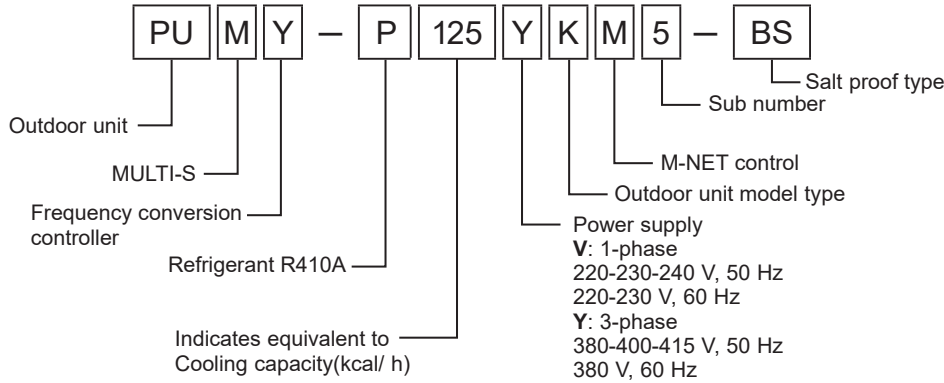 PU M Y – P 125 Y K M 5 – BS
Salt proof type
Sub number
Outdoor unit
M-NET control
MULTI-S
Outdoor unit model type
Frequency conversion
controller
Power supply
V: 1-phase
220-230-240 V, 50 Hz
220-230 V, 60 Hz
Y: 3-phase
380-400-415 V, 50 Hz
380 V, 60 Hz
Refrigerant R410A
Indicates equivalent to
Cooling capacity(kcal/ h)